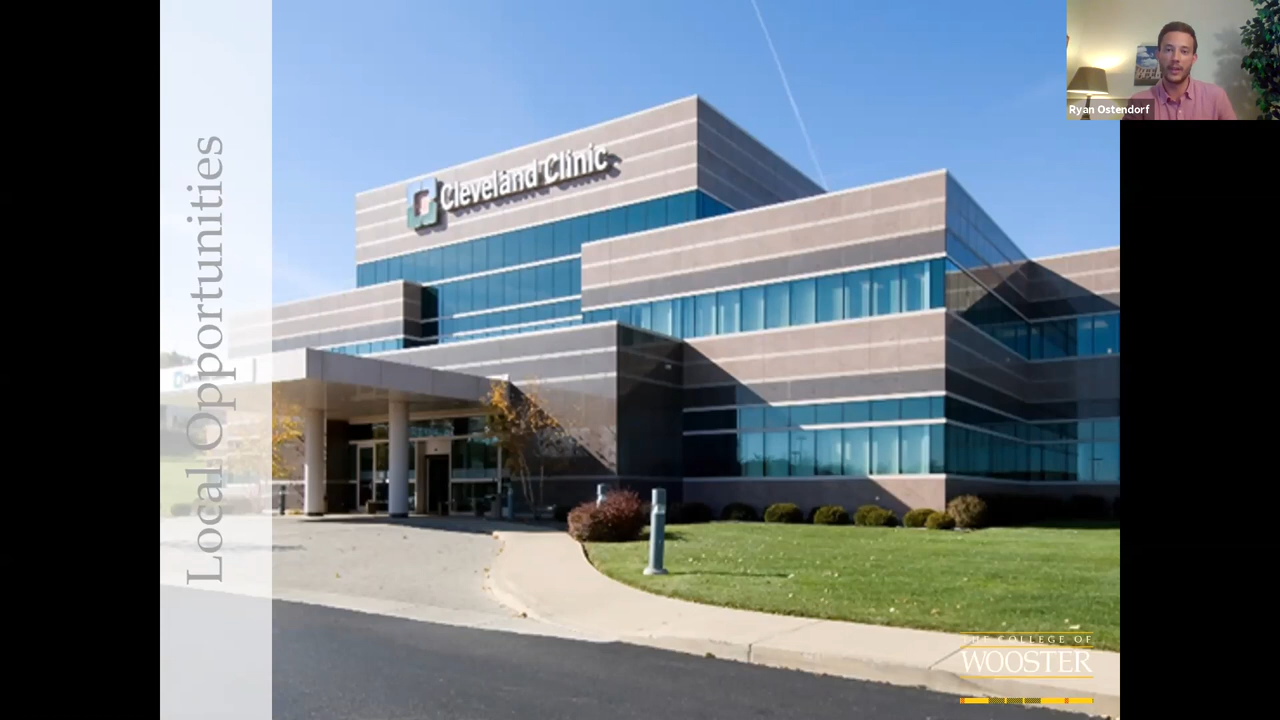 Local Opportunities
Cleveland Clinic
Ryan Ostendorf
THE COLLEGE OF
WOOSTER